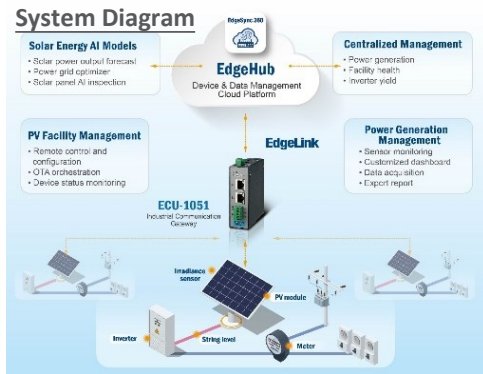 System Diagram
EdgeSync 360
Solar Energy AI Models
• Solar power output forecast
• Power grid optimizer
• Solar panel AI inspection
EdgeHub
Device & Data Management
Cloud Platform
Centralized Management
• Power generation
• Facility health
• Inverter yield
PV Facility Management
• Remote control and
configuration
• OTA orchestration
• Device status monitoring
EdgeLink
Power Generation
Management
• Sensor monitoring
• Customized dashboard
• Data acquisition
• Export report
ECU-1051
Industrial Communication
Gateway
Irradiance
sensor
PV module
Inverter
String level
Meter